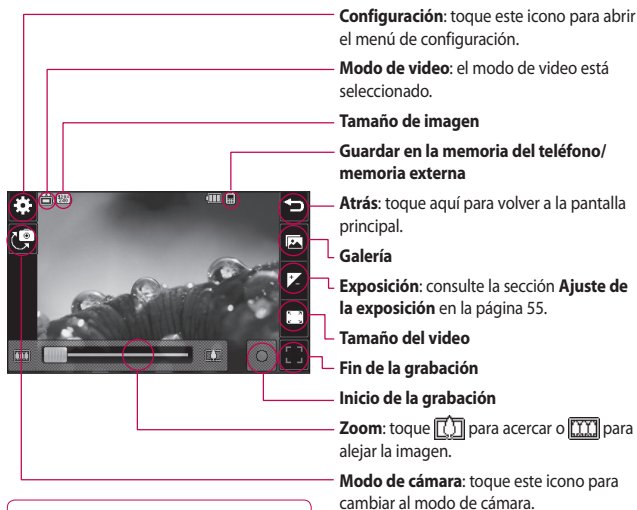 Configuración: toque este icono para abrir
el menú de configuración.
Modo de video: el modo de video está
seleccionado.
Tamaño de imagen
Guardar en la memoria del teléfono/
memoria externa
Atrás: toque aquí para volver a la pantalla
principal.
Galería
Exposición: consulte la sección Ajuste de
la exposición en la página 55.
Tamaño del video
Fin de la grabación
Inicio de la grabación
Zoom: toque para acercar o para
alejar la imagen.
Modo de cámara: toque este icono para
cambiar al modo de cámara.